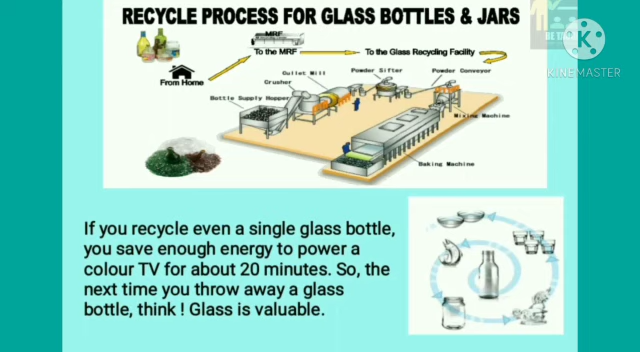 RECYCLE PROCESS FOR GLASS BOTTLES & JARS
MRF
To the MRF
To the Glass Recycling Facility
From Home
Cullet Mill
Powder Sifter
Powder Conveyor
Crusher
Bottle Supply Hopper
Mixing Machine
Baking Machine
K
KINEMASTER
If you recycle even a single glass bottle,
you save enough energy to power a
colour TV for about 20 minutes. So, the
next time you throw away a glass
bottle, think ! Glass is valuable.